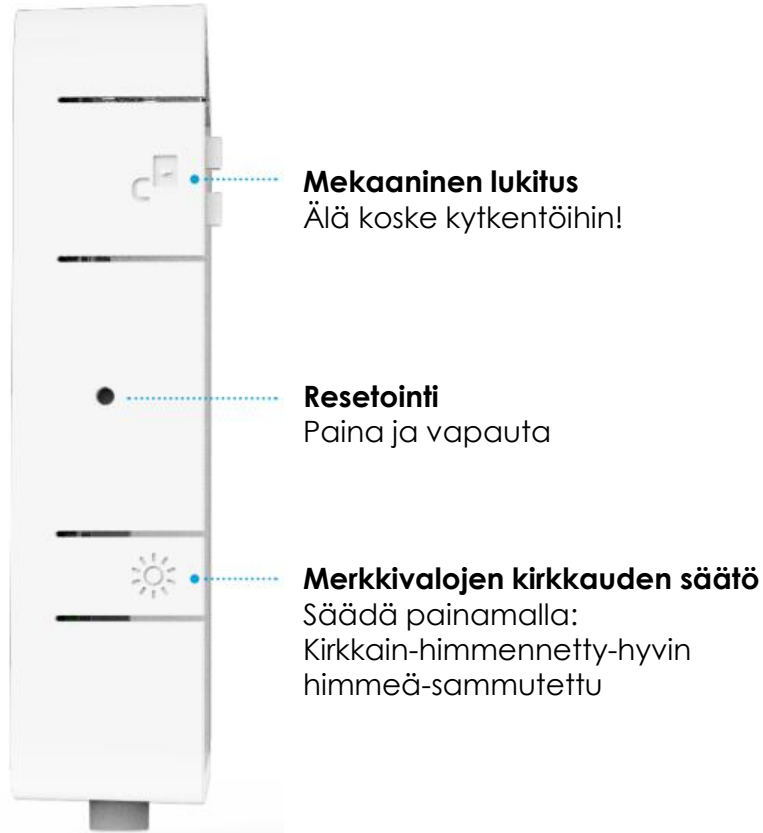 Mekaaninen lukitus
Älä koske kytkentöihin!
Resetointi
Paina ja vapauta
Merkkivalojen kirkkauden säätö
Säädä painamalla:
Kirkkain-himmennetty-hyvin
himmeä-sammutettu